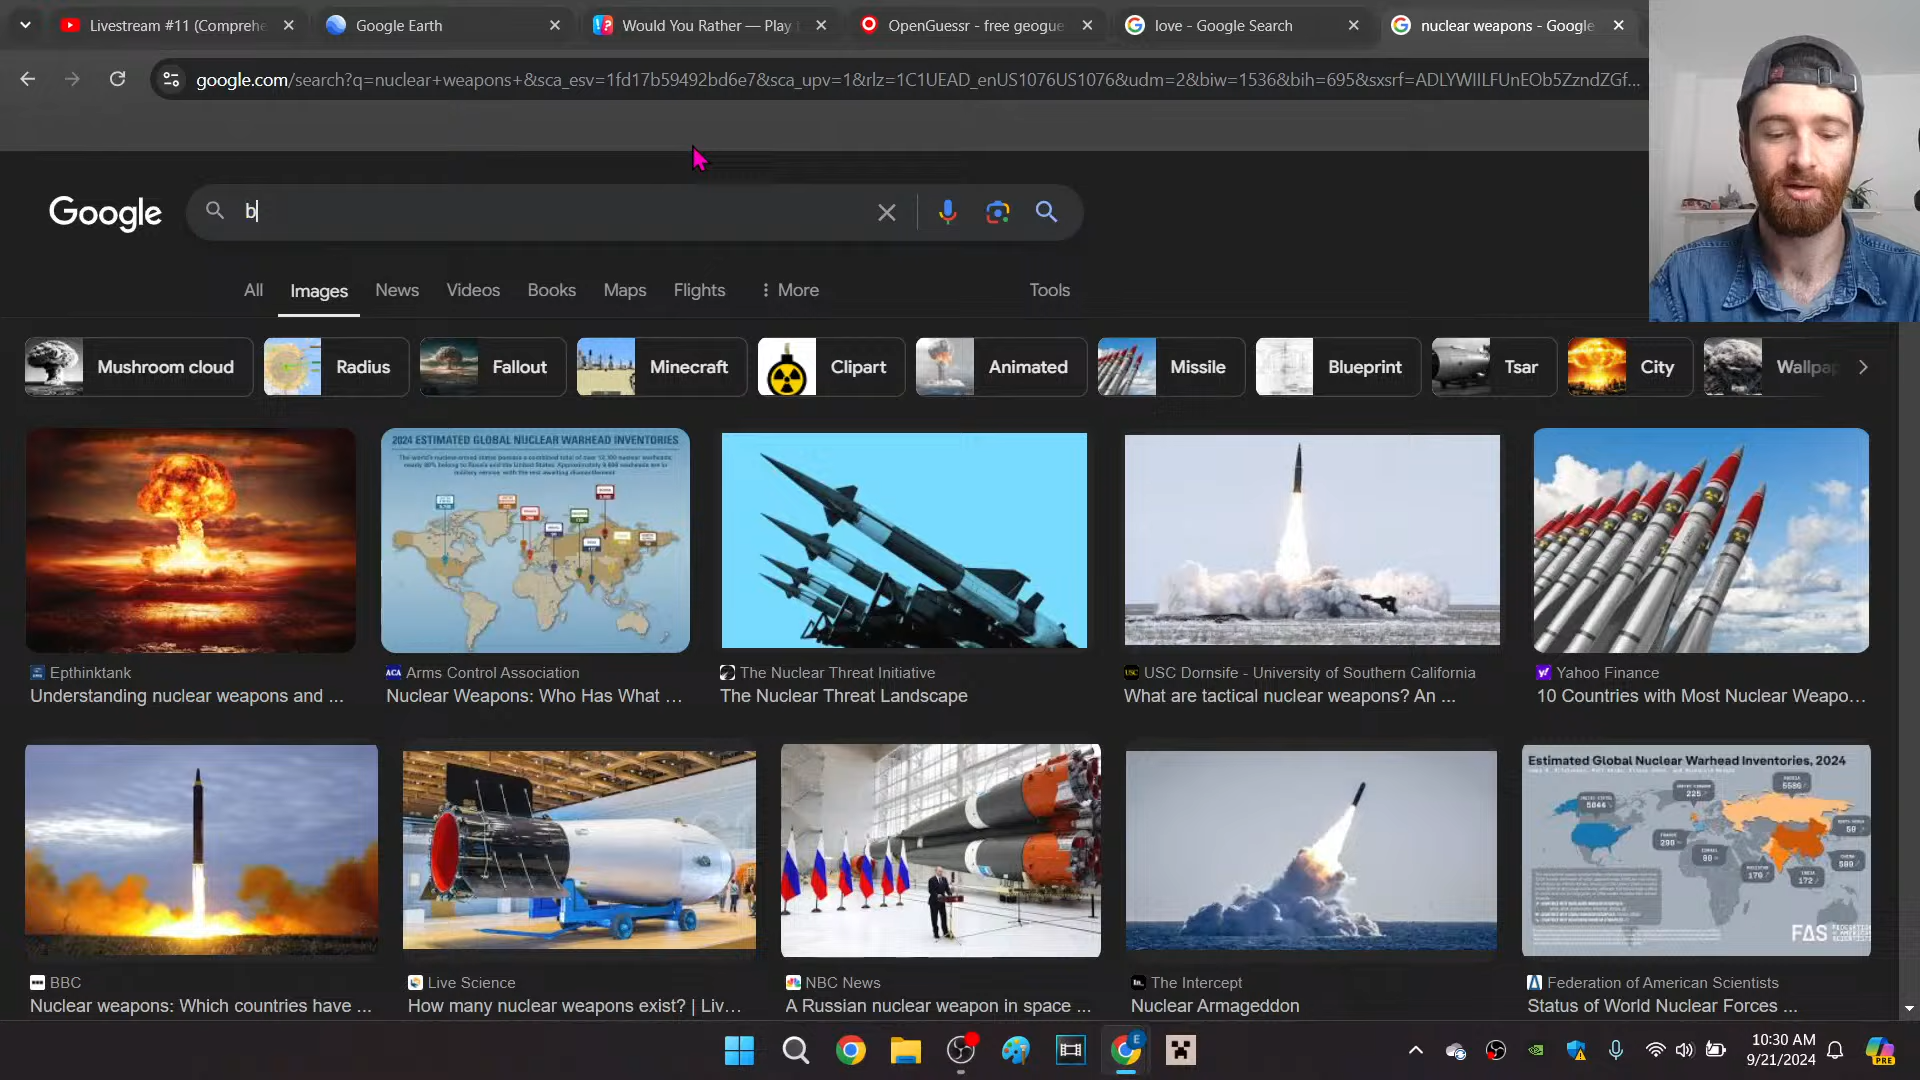 Livestream #11 (Comprehe
Google Earth
Would You Rather — Play
OpenGuessr - free geogue
love - Google Search
nuclear weapons - Google
google.com/search?q=nuclear+weapons+&sca_esv=1fd17b59492bd6e7&sca_upv=1&rlz=1C1UEAD_enUS1076US1076&udm=2&biw=1536&bih=695&sxsrf=ADLYWIILFUnEOb5ZzndZGf...
Google
b
All
Images
News
Videos
Books
Maps
Flights
More
Tools
Mushroom cloud
Radius
Fallout
Minecraft
Clipart
Animated
Missile
Blueprint
Tsar
City
Wallpap
2024 ESTIMATED GLOBAL NUCLEAR WARHEAD INVENTORIES
Epthinktank
Understanding nuclear weapons and ...
ACA Arms Control Association
Nuclear Weapons: Who Has What ...
The Nuclear Threat Initiative
The Nuclear Threat Landscape
USC Dornsife - University of Southern California
What are tactical nuclear weapons? An ...
Yahoo Finance
10 Countries with Most Nuclear Weapo...
Estimated Global Nuclear Warhead Inventories, 2024
FAS
BBC
Nuclear weapons: Which countries have ...
Live Science
How many nuclear weapons exist? | Liv...
NBC News
A Russian nuclear weapon in space ...
The Intercept
Nuclear Armageddon
Federation of American Scientists
Status of World Nuclear Forces ...
10:30 AM
9/21/2024
PRE